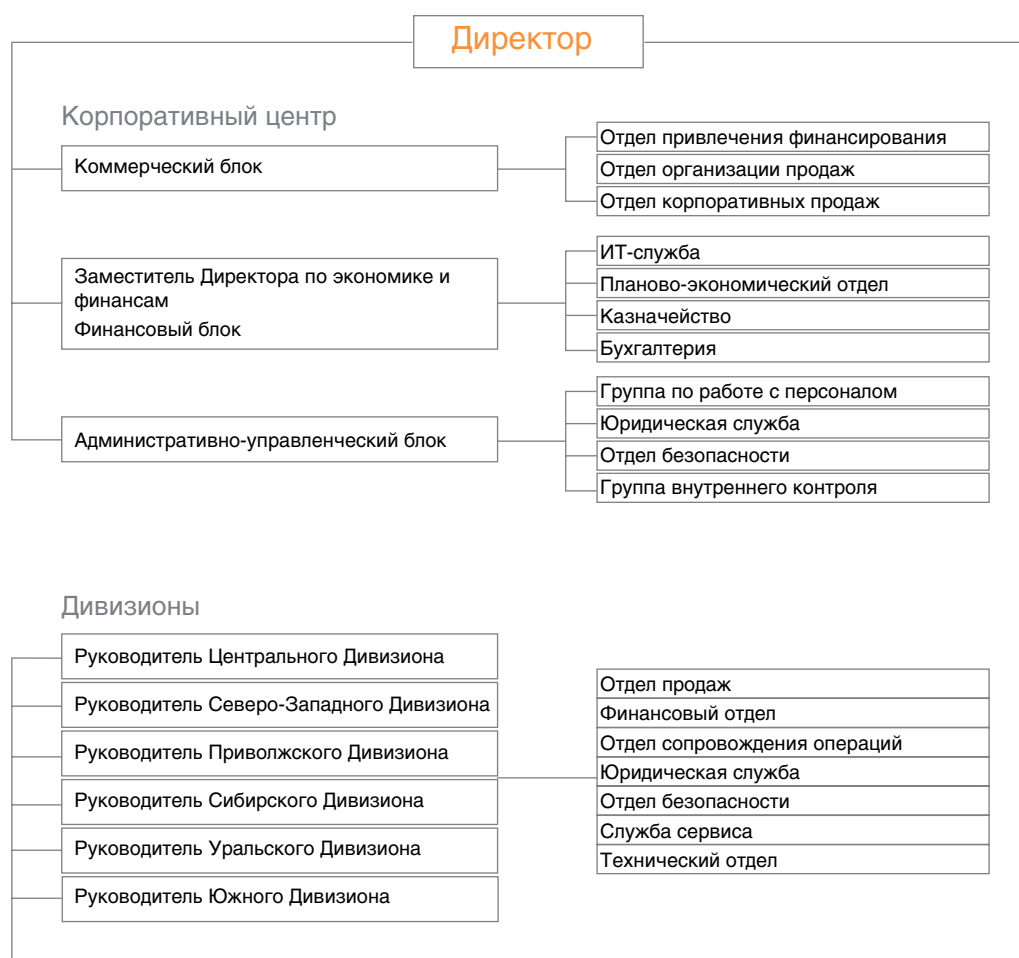 Директор
Корпоративный центр
Коммерческий блок
Отдел привлечения финансирования
Отдел организации продаж
Отдел корпоративных продаж
Заместитель Директора по экономике и
финансам
Финансовый блок
ИТ-служба
Планово-экономический отдел
Казначейство
Бухгалтерия
Административно-управленческий блок
Группа по работе с персоналом
Юридическая служба
Отдел безопасности
Группа внутреннего контроля
Дивизионы
Руководитель Центрального Дивизиона
Руководитель Северо-Западного Дивизиона
Руководитель Приволжского Дивизиона
Руководитель Сибирского Дивизиона
Руководитель Уральского Дивизиона
Руководитель Южного Дивизиона
Отдел продаж
Финансовый отдел
Отдел сопровождения операций
Юридическая служба
Отдел безопасности
Служба сервиса
Технический отдел